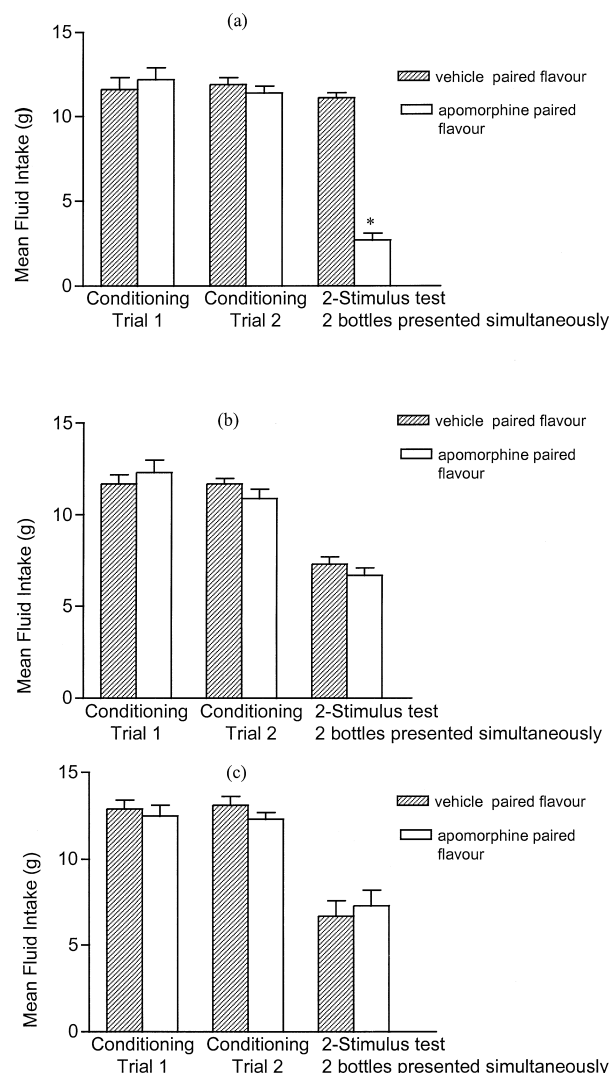 (a)
15
10
5
0
Mean Fluid Intake (g)
vehicle paired flavour
apomorphine paired
flavour
*
Conditioning
Trial 1
Conditioning
Trial 2
2-Stimulus test
2 bottles presented simultaneously
(b)
15
10
5
0
Mean Fluid Intake (g)
vehicle paired flavour
apomorphine paired
flavour
Conditioning
Trial 1
Conditioning
Trial 2
2-Stimulus test
2 bottles presented simultaneously
(c)
15
10
5
0
Mean Fluid Intake (g)
vehicle paired flavour
apomorphine paired
flavour
Conditioning
Trial 1
Conditioning
Trial 2
2-Stimulus test
2 bottles presented simultaneously